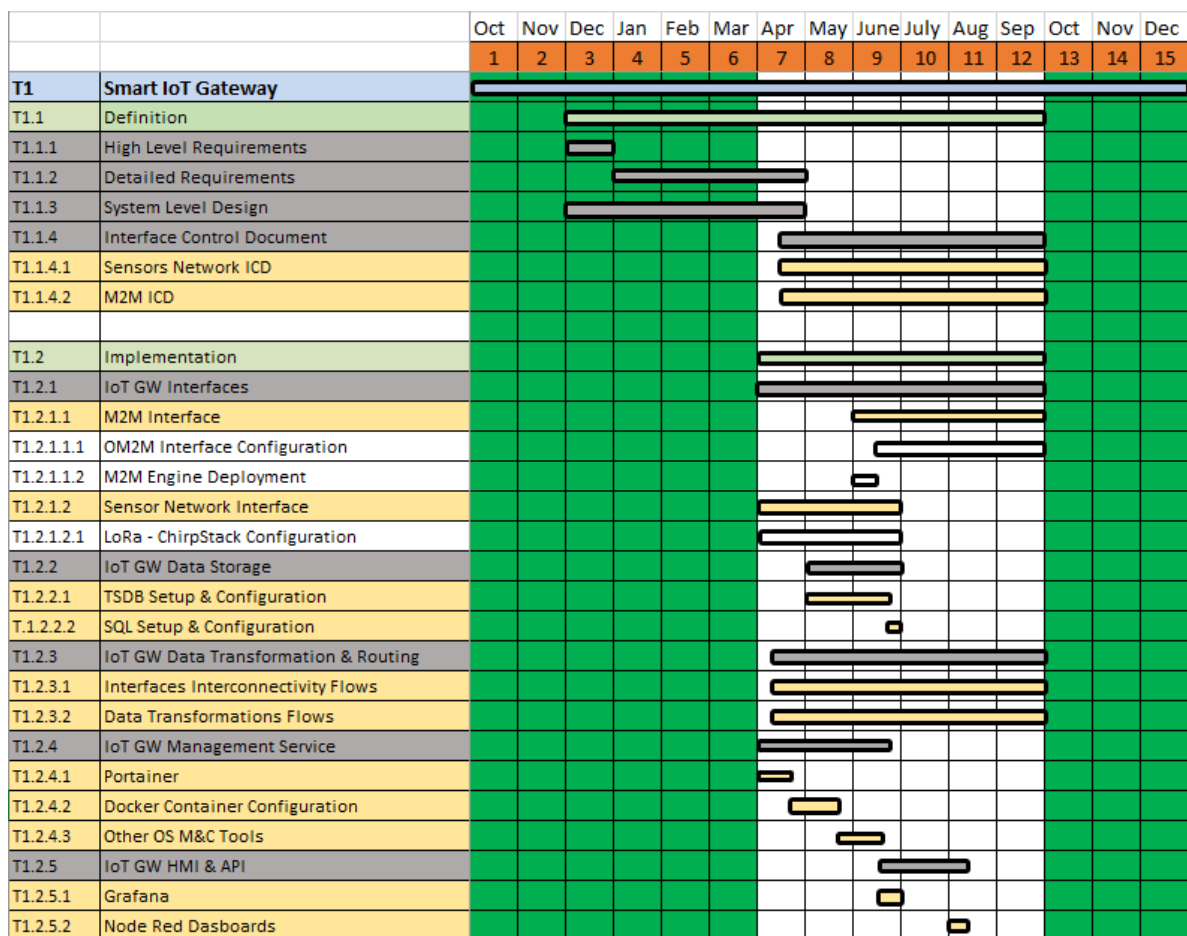 Oct Nov Dec Jan Feb Mar Apr May June July Aug Sep Oct Nov Dec
1 2 3 4 5 6 7 8 9 10 11 12 13 14 15
T1 Smart IoT Gateway
T1.1 Definition
T1.1.1 High Level Requirements
T1.1.2 Detailed Requirements
T1.1.3 System Level Design
T1.1.4 Interface Control Document
T1.1.4.1 Sensors Network ICD
T1.1.4.2 M2M ICD
T1.2 Implementation
T1.2.1 IoT GW Interfaces
T1.2.1.1 M2M Interface
T1.2.1.1.1 OM2M Interface Configuration
T1.2.1.1.2 M2M Engine Deployment
T1.2.1.2 Sensor Network Interface
T1.2.1.2.1 LoRa - ChirpStack Configuration
T1.2.2 IoT GW Data Storage
T1.2.2.1 TSDB Setup & Configuration
T.1.2.2.2 SQL Setup & Configuration
T1.2.3 IoT GW Data Transformation & Routing
T1.2.3.1 Interfaces Interconnectivity Flows
T1.2.3.2 Data Transformations Flows
T1.2.4 IoT GW Management Service
T1.2.4.1 Portainer
T1.2.4.2 Docker Container Configuration
T1.2.4.3 Other OS M&C Tools
T1.2.5 IoT GW HMI & API
T1.2.5.1 Grafana
T1.2.5.2 Node Red Dasboards